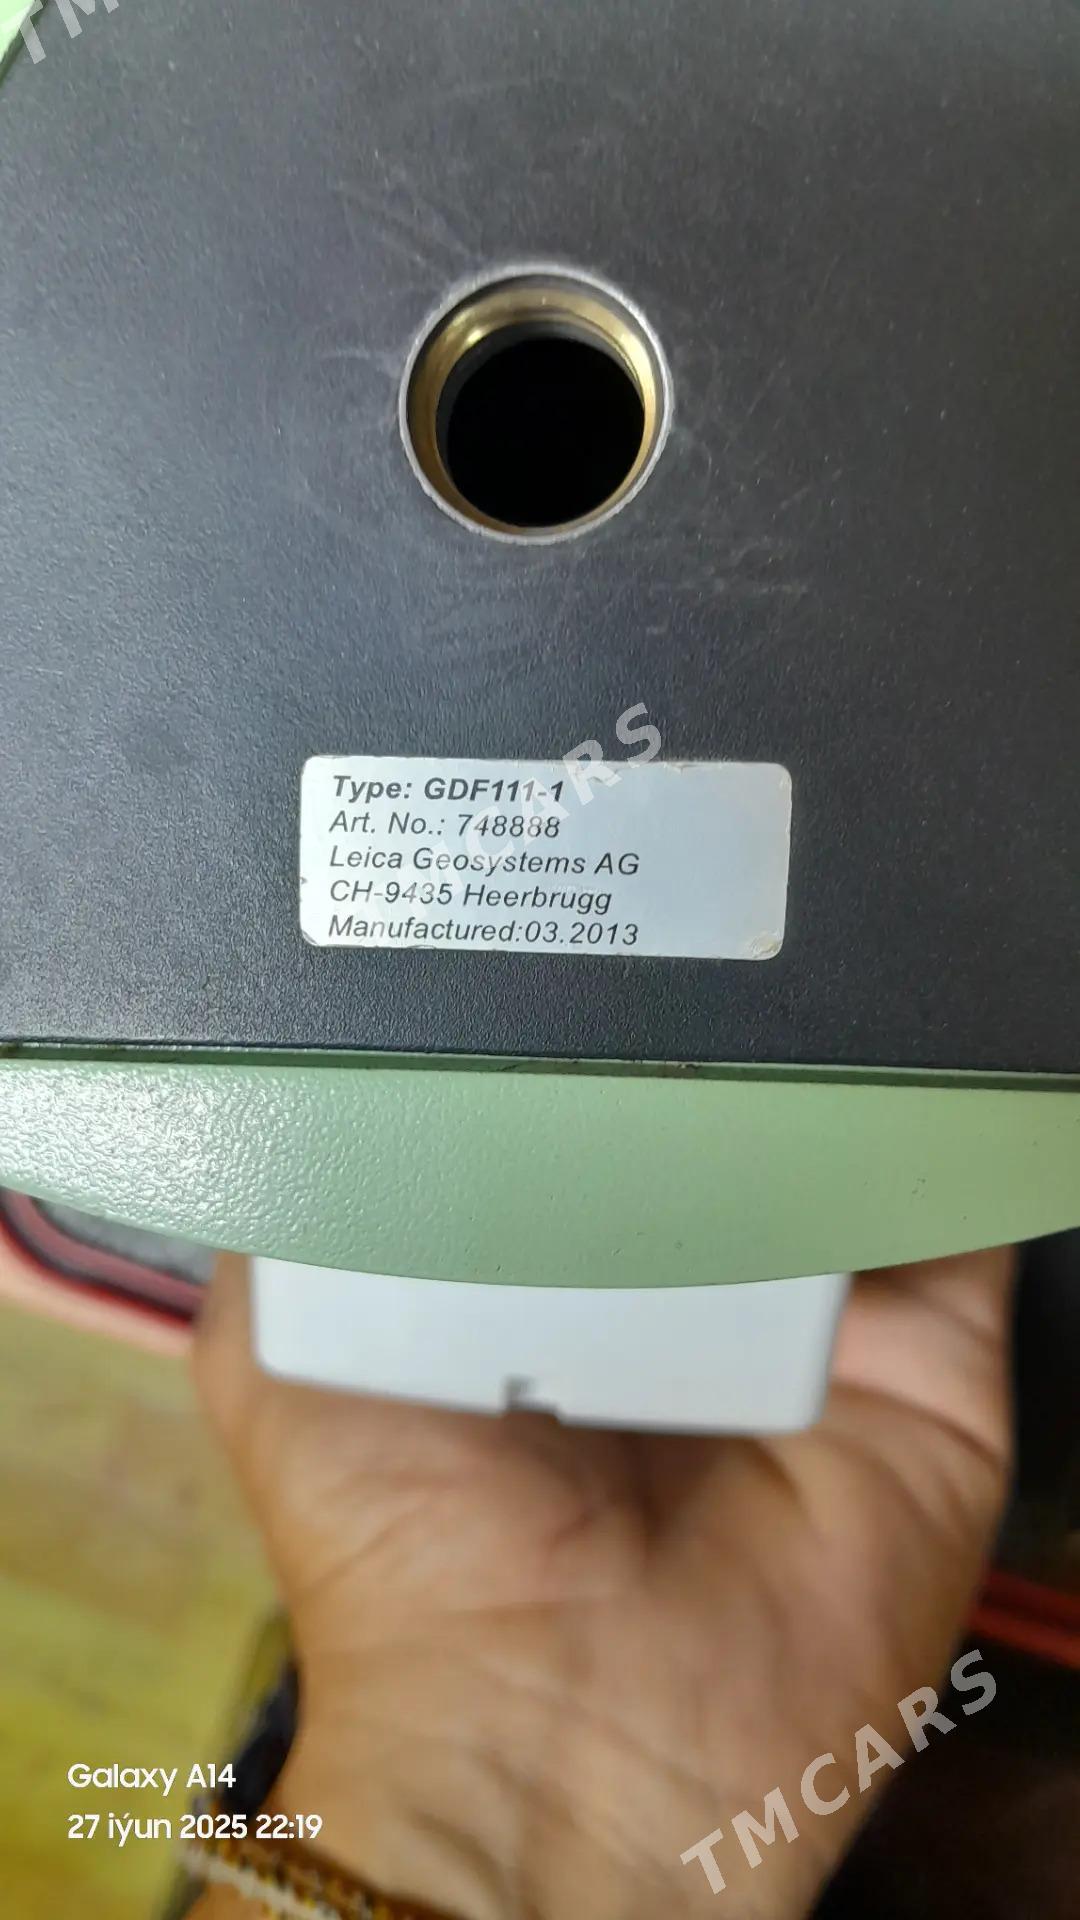 Type: GDF111-1
Art. No.: 748888
Leica Geosystems AG
CH-9435 Heerbrugg
Manufactured:03.2013
TMCARS
Galaxy A14
27 iýun 2025 22:19
TMCARS